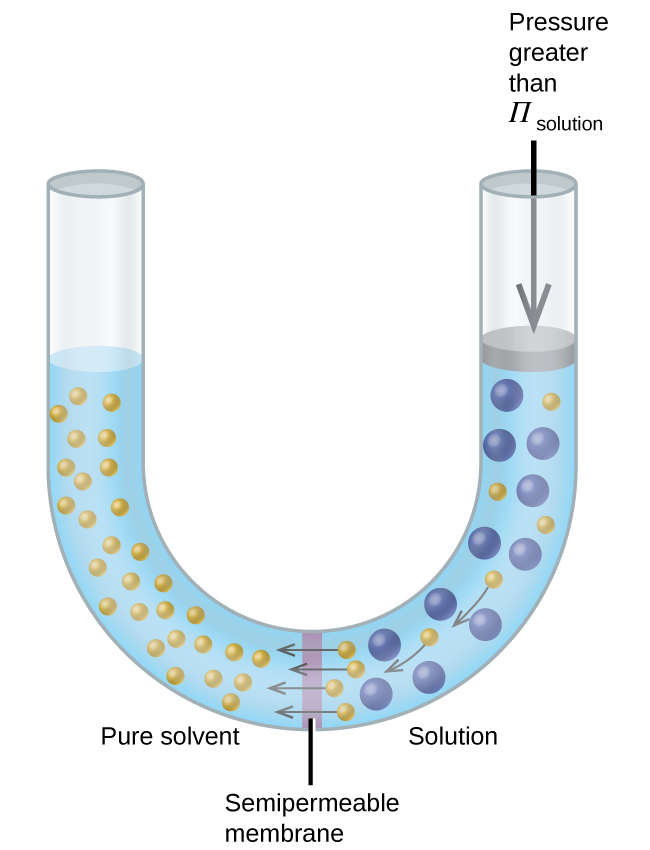 Pressure
greater
than
Π solution
Pure solvent
Solution
Semipermeable
membrane